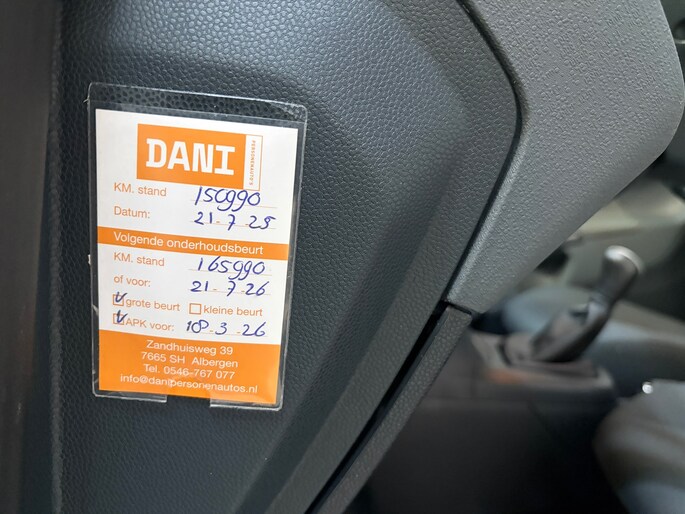 DANI
PERSONENAUTO'S
KM. stand 150990
Datum: 21-7-25
Volgende onderhoudsbeurt
KM. stand 165990
of voor: 21-7-26
grote beurt kleine beurt
APK voor: 18-3-26
Zandhuisweg 39
7665 SH Albergen
Tel. 0546-767 077
info@danipersonenautos.nl